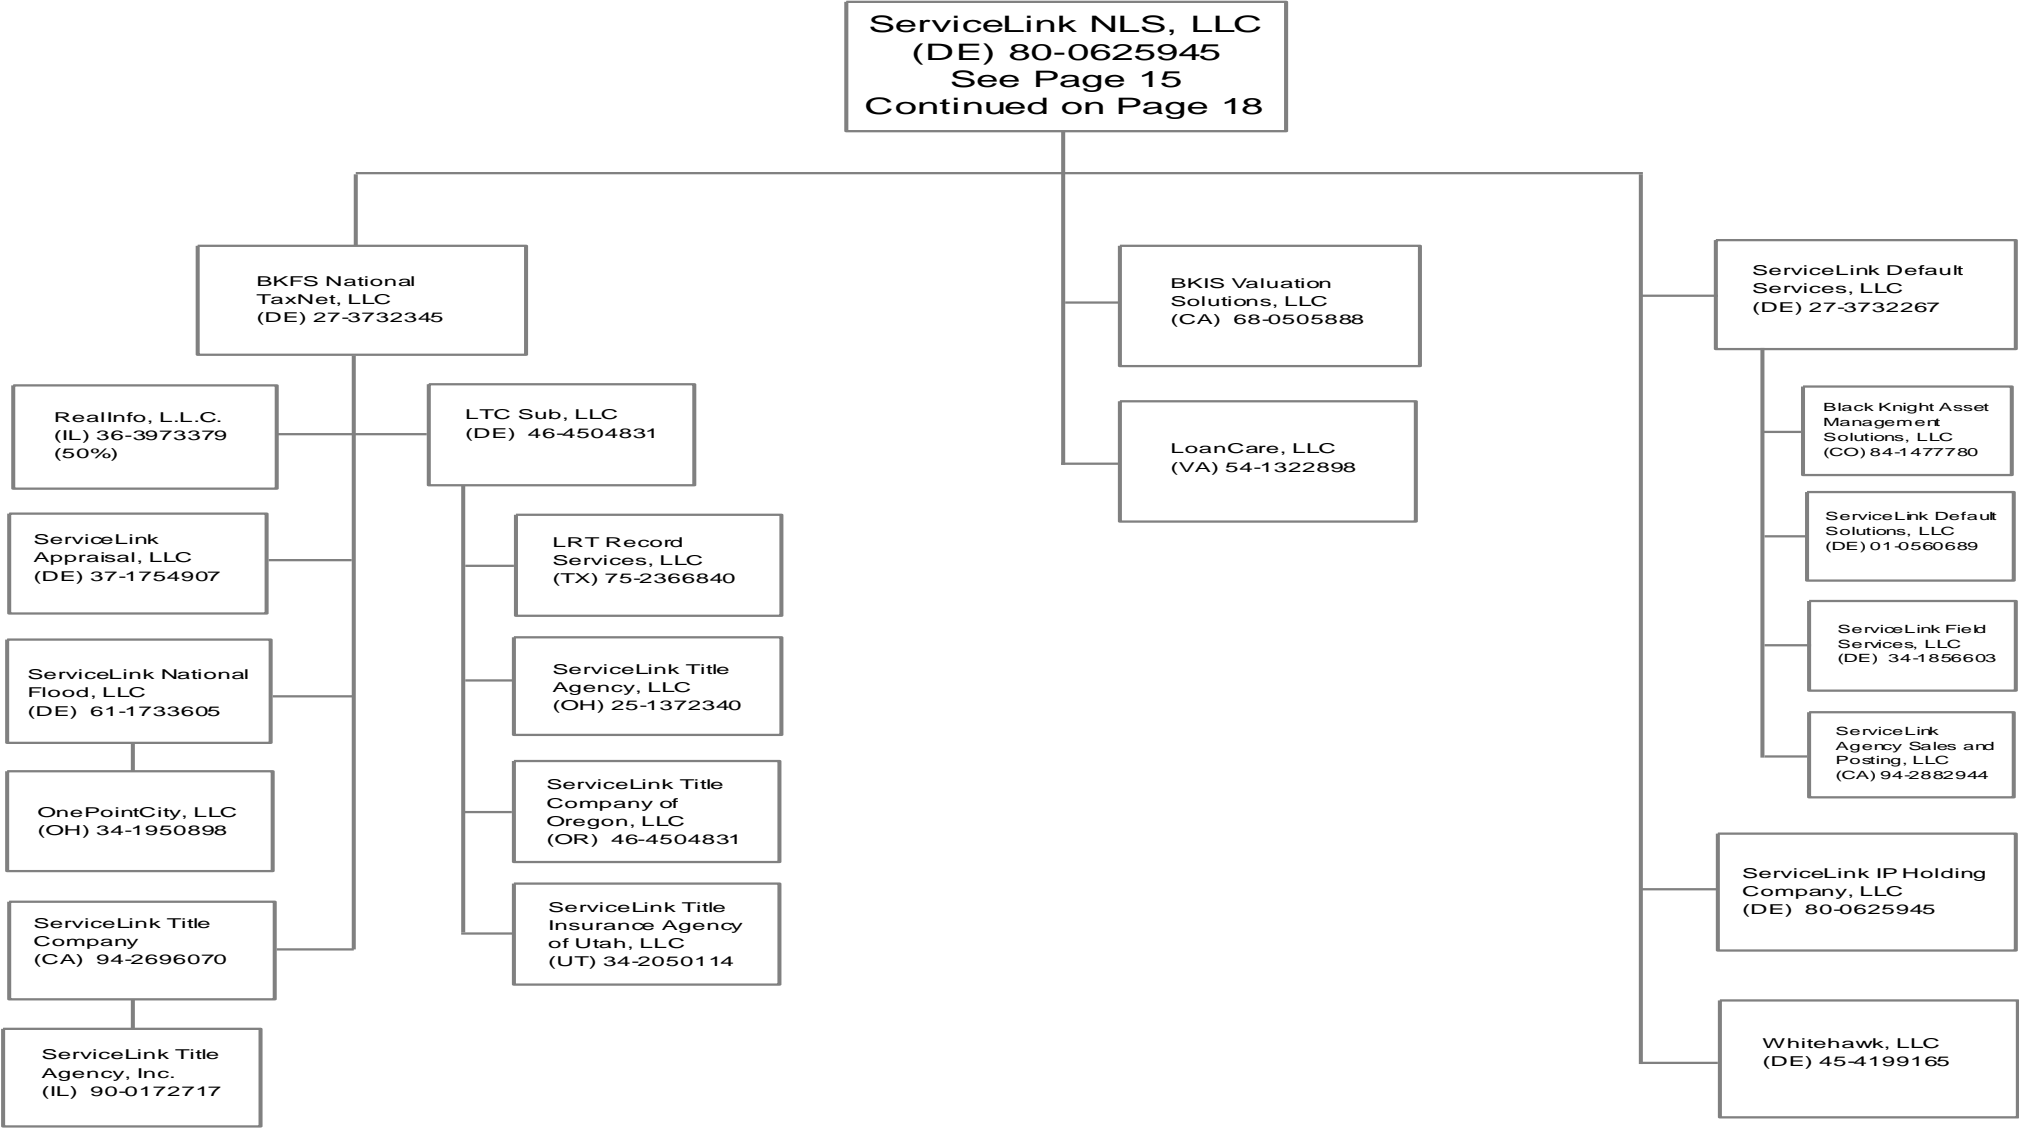 ServiceLink NLS, LLC
(DE) 80-0625945
See Page 15
Continued on Page 18
BKFS National
TaxNet, LLC
(DE) 27-3732345
RealInfo, L.L.C.
(IL) 36-3973379
(50%)
ServiceLink
Appraisal, LLC
(DE) 37-1754907
ServiceLink National
Flood, LLC
(DE) 61-1733605
OnePointCity, LLC
(OH) 34-1950898
ServiceLink Title
Company
(CA) 94-2696070
ServiceLink Title
Agency, Inc.
(IL) 90-0172717
LTC Sub, LLC
(DE) 46-4504831
LRT Record
Services, LLC
(TX) 75-2366840
ServiceLink Title
Agency, LLC
(OH) 25-1372340
ServiceLink Title
Company of
Oregon, LLC
(OR) 46-4504831
ServiceLink Title
Insurance Agency
of Utah, LLC
(UT) 34-2050114
BKIS Valuation
Solutions, LLC
(CA) 68-0505888
LoanCare, LLC
(VA) 54-1322898
ServiceLink Default
Services, LLC
(DE) 27-3732267
Black Knight Asset
Management
Solutions, LLC
(CO) 84-1477780
ServiceLink Default
Solutions, LLC
(DE) 01-0560689
ServiceLink Field
Services, LLC
(DE) 34-1856603
ServiceLink
Agency Sales and
Posting, LLC
(CA) 94-2882944
ServiceLink IP Holding
Company, LLC
(DE) 80-0625945
Whitehawk, LLC
(DE) 45-4199165